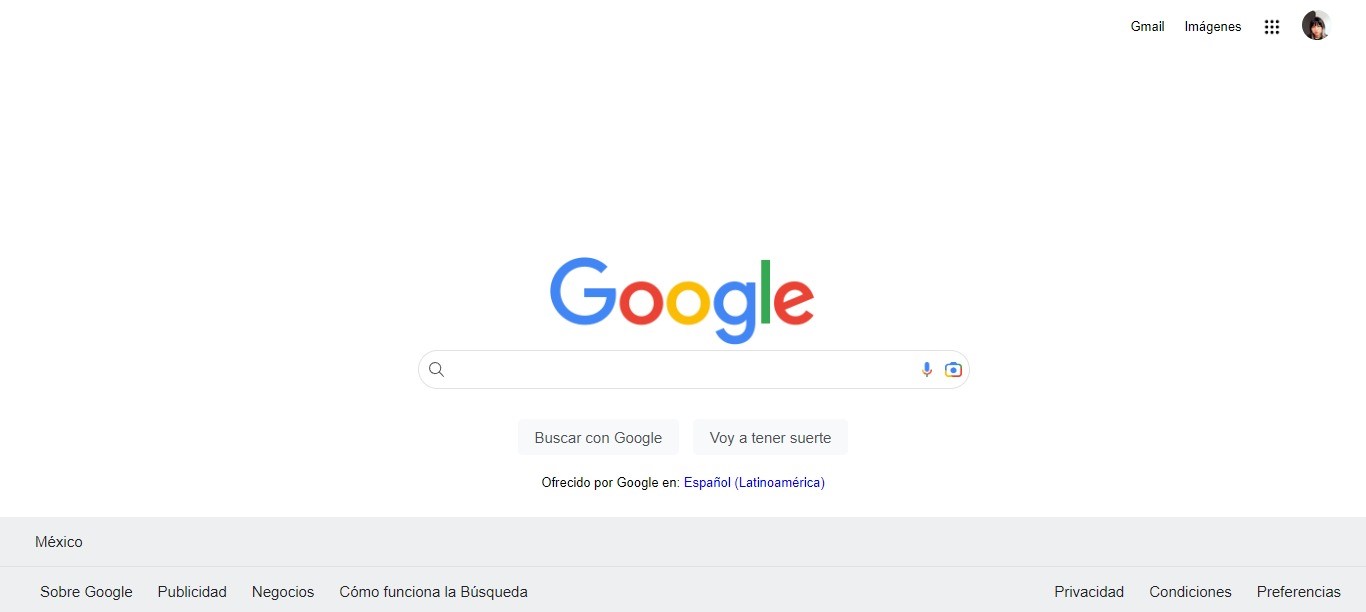 Gmail Imágenes
Google
Buscar con Google Voy a tener suerte
Ofrecido por Google en: Español (Latinoamérica)
México
Sobre Google Publicidad Negocios Cómo funciona la Búsqueda Privacidad Condiciones Preferencias